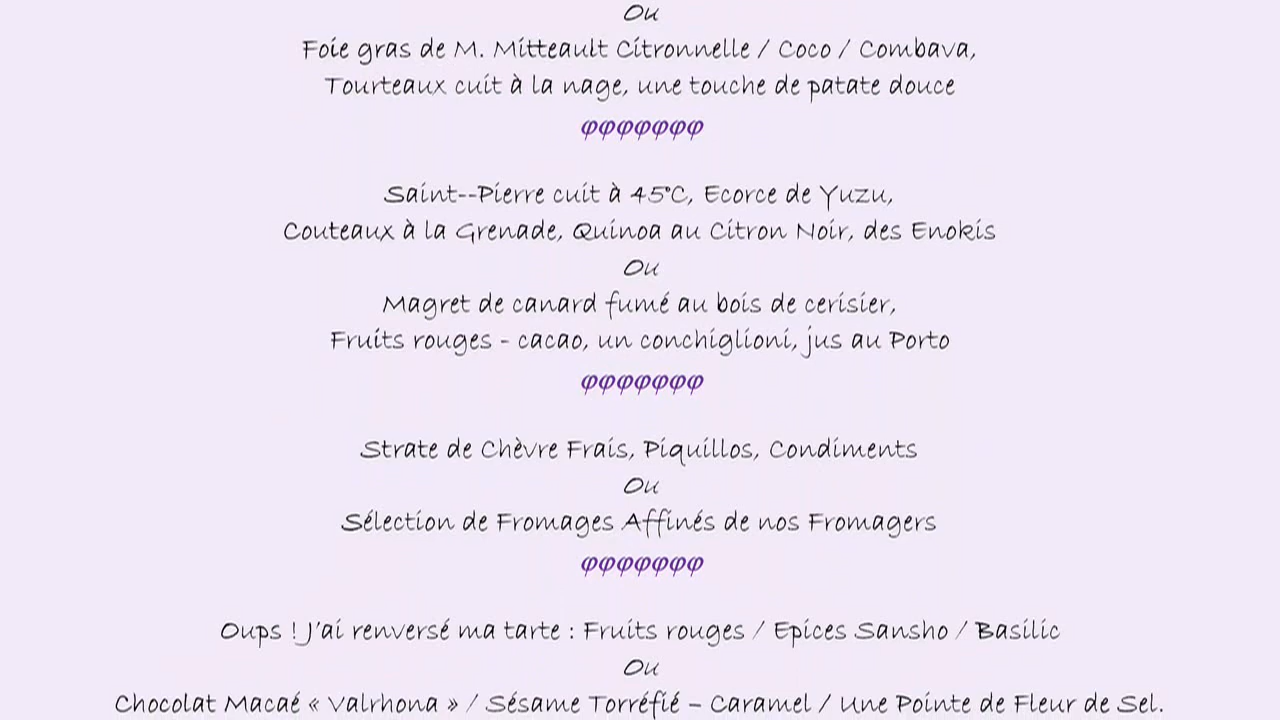 Ou
Foie gras de M. Mitteault Citronnelle / Coco / Combava,
Tourteaux cuit à la nage, une touche de patate douce
φφφφφφφ
Saint--Pierre cuit à 45°C, Ecorce de Yuzu,
Couteaux à la Grenade, Quinoa au Citron Noir, des Enokis
Ou
Magret de canard fumé au bois de cerisier,
Fruits rouges - cacao, un conchiglioni, jus au Porto
φφφφφφφ
Strate de Chèvre Frais, Piquillos, Condiments
Ou
Sélection de Fromages Affinés de nos Fromagers
φφφφφφφ
Oups ! J'ai renversé ma tarte : Fruits rouges / Epices Sansho / Basilic
Ou
Chocolat Macaé « Valrhona » / Sésame Torréfié – Caramel / Une Pointe de Fleur de Sel.